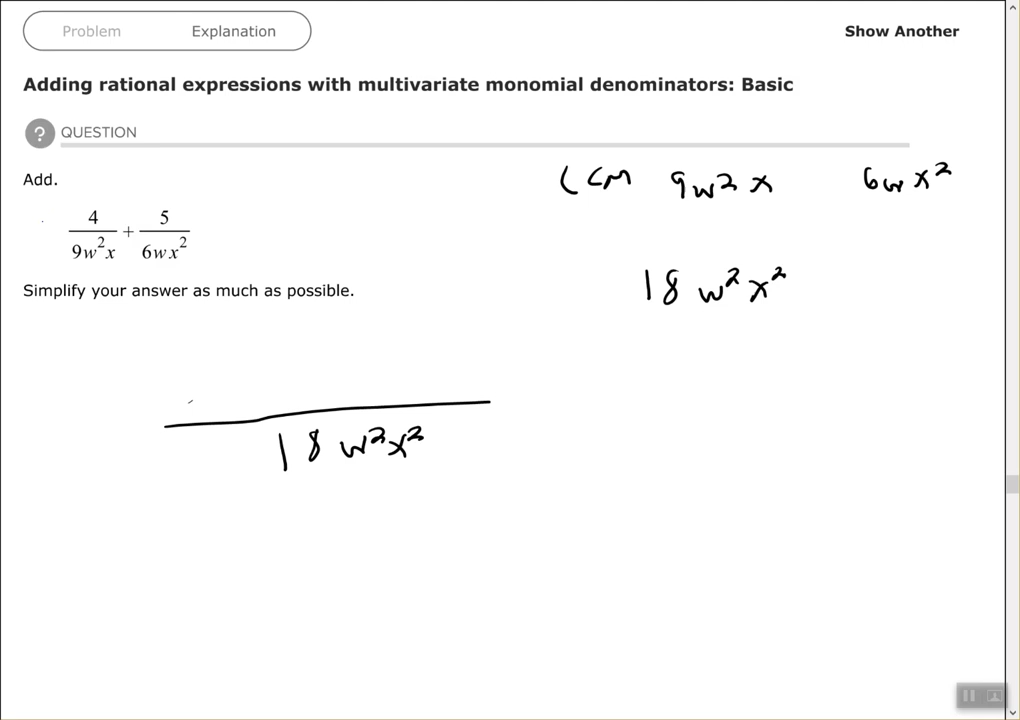 Problem Explanation Show Another
Adding rational expressions with multivariate monomial denominators: Basic
? QUESTION
Add.
LCM 9w²x 6wx²
4/(9w²x) + 5/(6wx²)
Simplify your answer as much as possible.
18 w²x²
18 w²x²